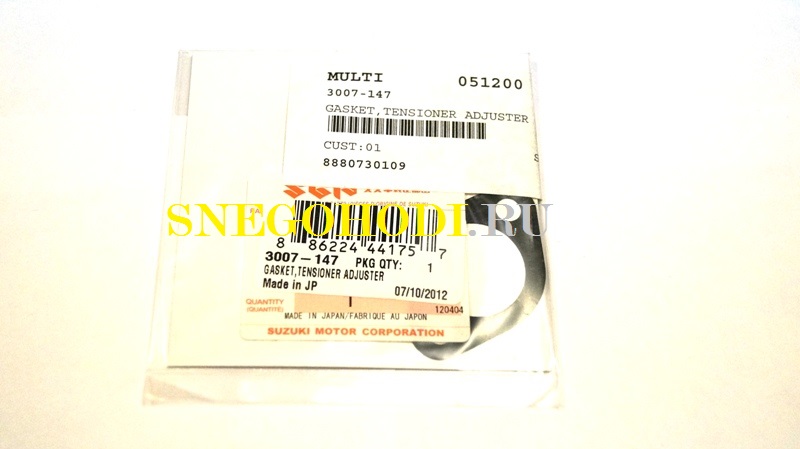 MULTI 051200
3007-147
GASKET,TENSIONER ADJUSTER
CUST:01
8880730109
S
SNEGOHODI.RU
8 86224 44175 7
3007-147 PKG QTY: 1
GASKET,TENSIONER ADJUSTER
Made in JP 07/10/2012
QUANTITY
(QUANTITÉ) 1 120404
MADE IN JAPAN/FABRIQUE AU JAPON
SUZUKI MOTOR CORPORATION